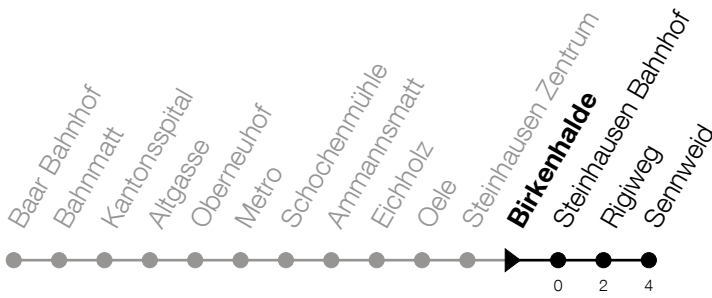 Baar Bahnhof
Bahnmatt
Kantonsspital
Altgasse
Oberneuhof
Metro
Schochenmühle
Ammannsmatt
Eichholz
Oele
Steinhausen Zentrum
Birkenhalde
Steinhausen Bahnhof
Rigiweg
Sennweid
0 2 4